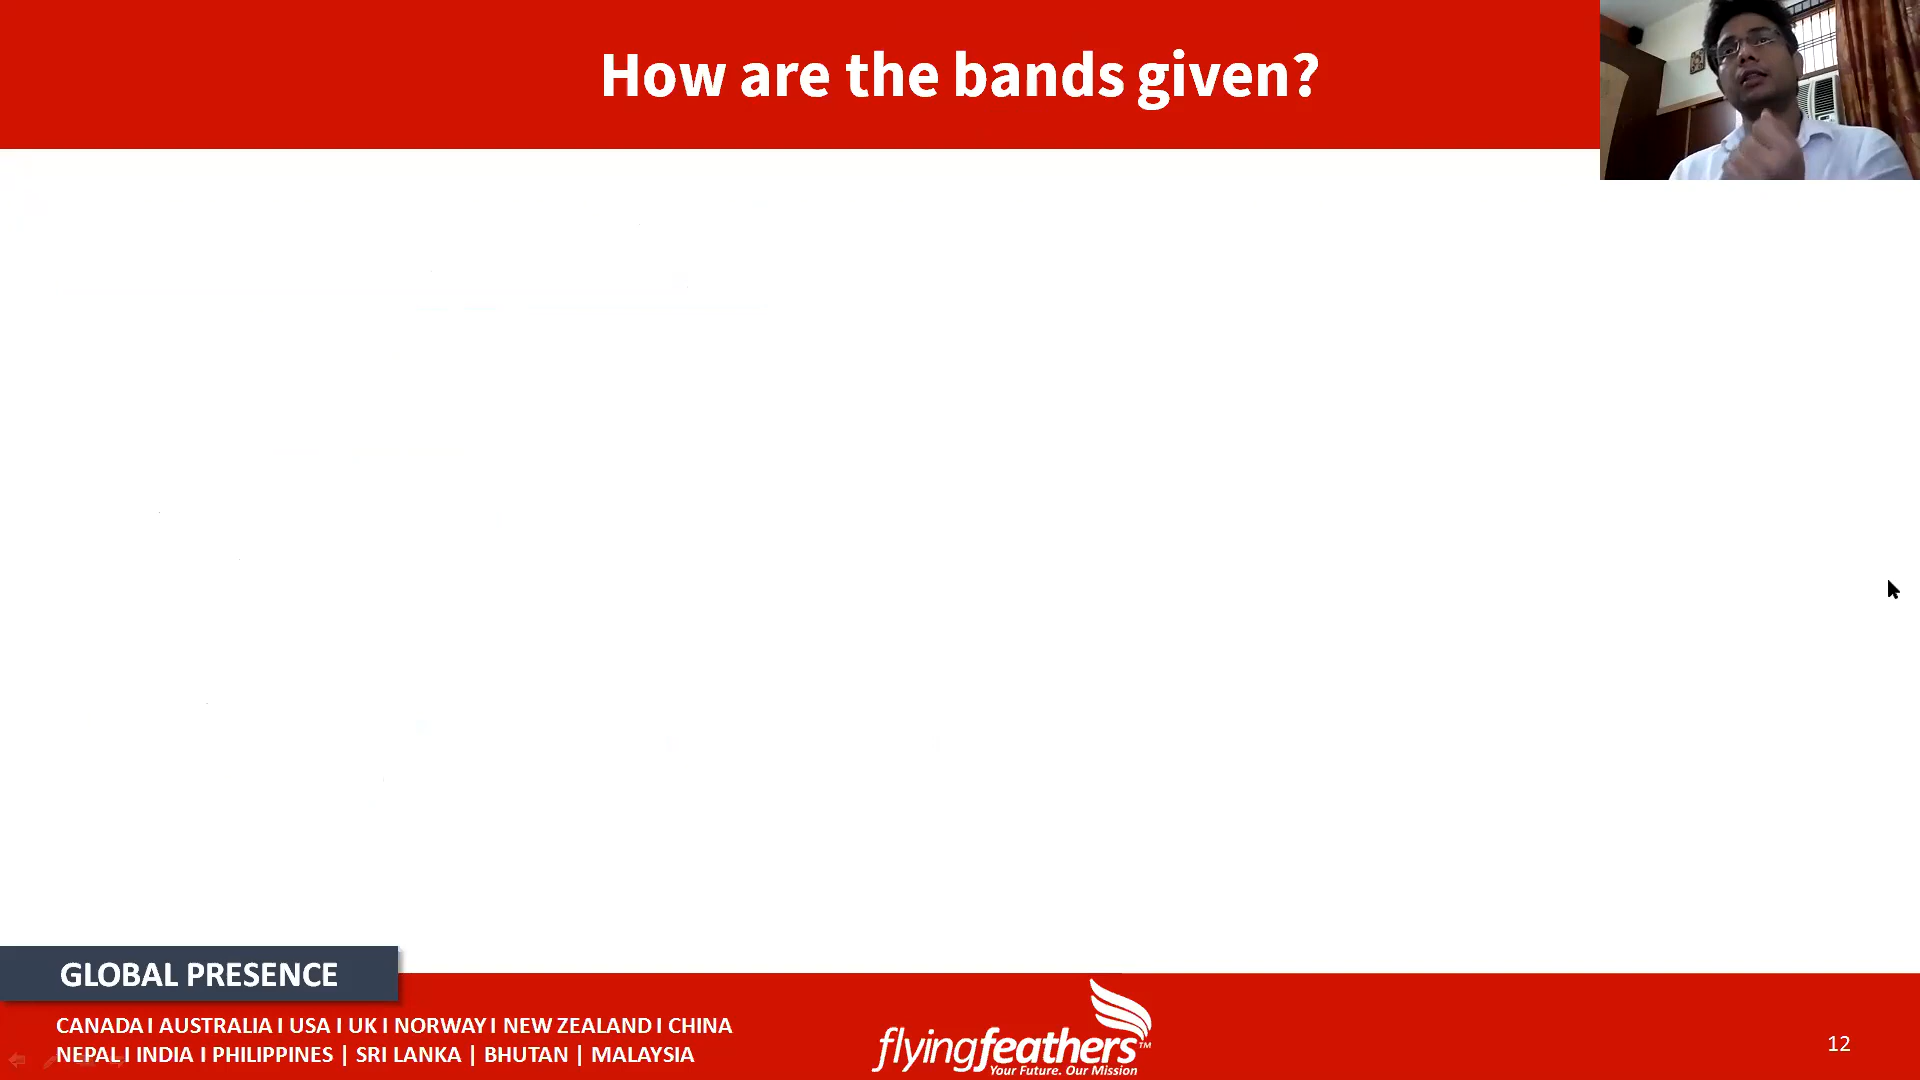 How are the bands given?
GLOBAL PRESENCE
CANADA I AUSTRALIA I USA I UK I NORWAY I NEW ZEALAND I CHINA
NEPAL I INDIA I PHILIPPINES | SRI LANKA | BHUTAN | MALAYSIA
flyingfeathers™
Your Future. Our Mission
12